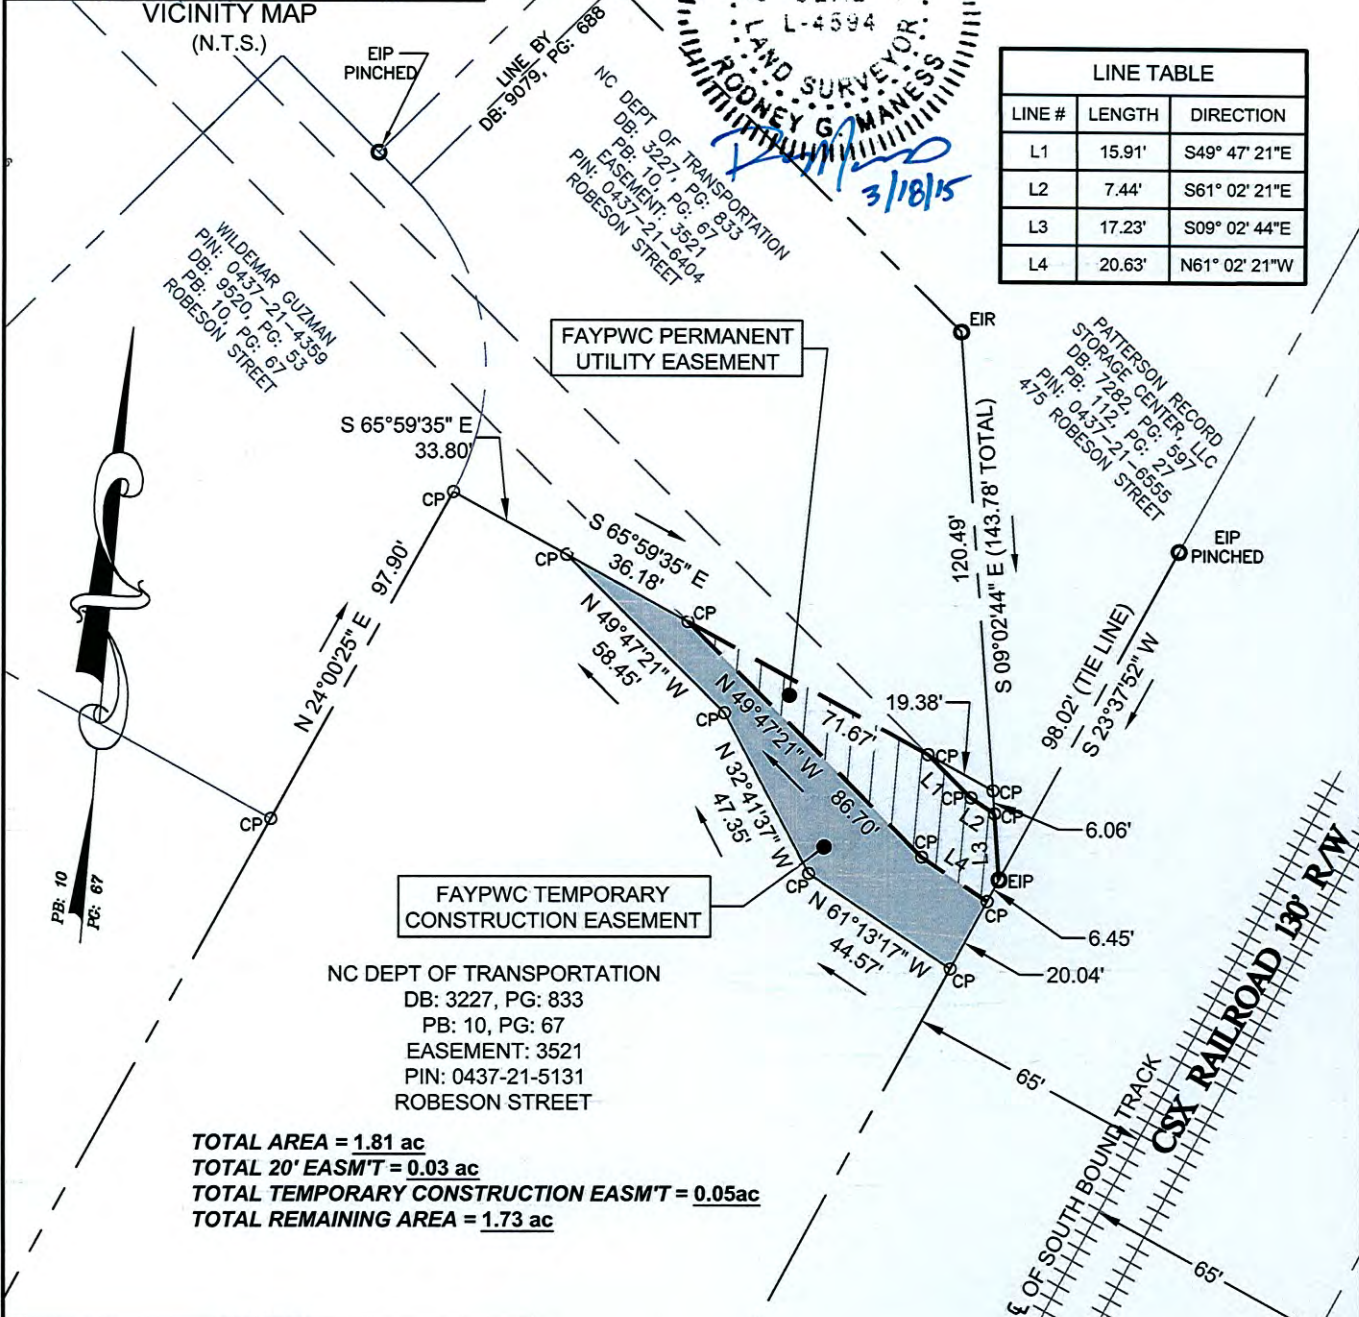 VICINITY MAP
(N.T.S.)
EIP
PINCHED
LINE BY
DB: 9079, PG: 688
L-4594
LAND SURVEYOR
RODNEY G. MANESS
3/18/15
LINE TABLE
LINE # LENGTH DIRECTION
L1 15.91' S49° 47' 21"E
L2 7.44' S61° 02' 21"E
L3 17.23' S09° 02' 44"E
L4 20.63' N61° 02' 21"W
NC DEPT OF TRANSPORTATION
DB: 3227, PG: 833
PB: 10, PG: 67
EASEMENT: 3521
PIN: 0437-21-6404
ROBESON STREET
WILDEMAR GUZMAN
PIN: 0437-21-4359
DB: 9520, PG: 53
PB: 10, PG: 67
ROBESON STREET
FAYPWC PERMANENT
UTILITY EASEMENT
EIR
PATTERSON RECORD
STORAGE CENTER, LLC
DB: 7282, PG: 597
PB: 112, PG: 27
PIN: 0437-21-6555
475 ROBESON STREET
S 65°59'35" E
33.80'
CP
CP
S 65°59'35" E
36.18'
CP
120.49'
S 09°02'44" E (143.78' TOTAL)
EIP
PINCHED
98.02' (TIE LINE)
S 23°37'52" W
N 24°00'25" E 97.90'
CP
N 49°47'21" W
58.45'
CP
N 49°47'21" W
86.70'
71.67'
19.38'
CP
L1
CP
CP
L2
CP
6.06'
L3
L4
CP
EIP
CP
6.45'
20.04'
N 32°41'37" W
47.35'
CP
N 61°13'17" W
44.57'
CP
FAYPWC TEMPORARY
CONSTRUCTION EASEMENT
PB: 10
PG: 67
NC DEPT OF TRANSPORTATION
DB: 3227, PG: 833
PB: 10, PG: 67
EASEMENT: 3521
PIN: 0437-21-5131
ROBESON STREET
65'
65'
CSX RAILROAD 130' R/W
℄ OF SOUTH BOUND TRACK
TOTAL AREA = 1.81 ac
TOTAL 20' EASM'T = 0.03 ac
TOTAL TEMPORARY CONSTRUCTION EASM'T = 0.05ac
TOTAL REMAINING AREA = 1.73 ac